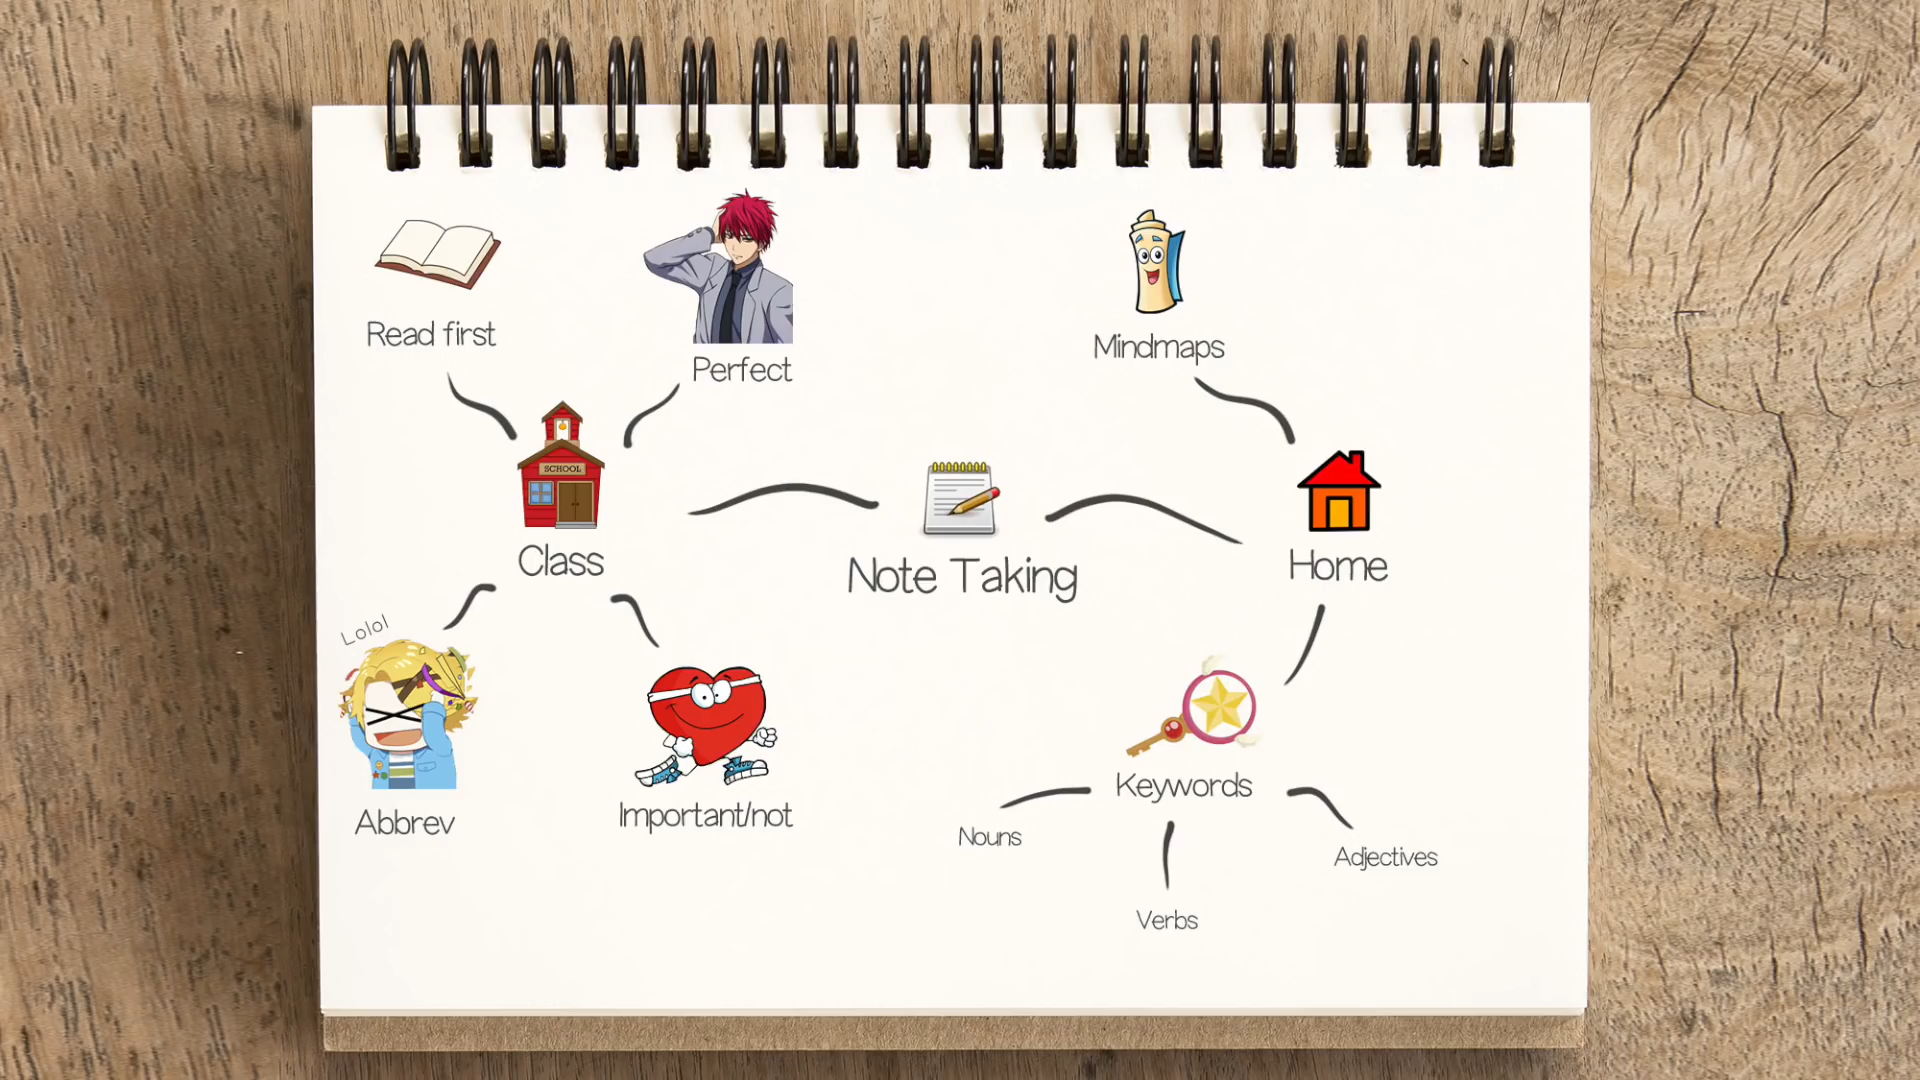 Read first
Perfect
Mindmaps
SCHOOL
Class
Note Taking
Home
Lolol
Abbrev
Important/not
Keywords
Nouns
Verbs
Adjectives